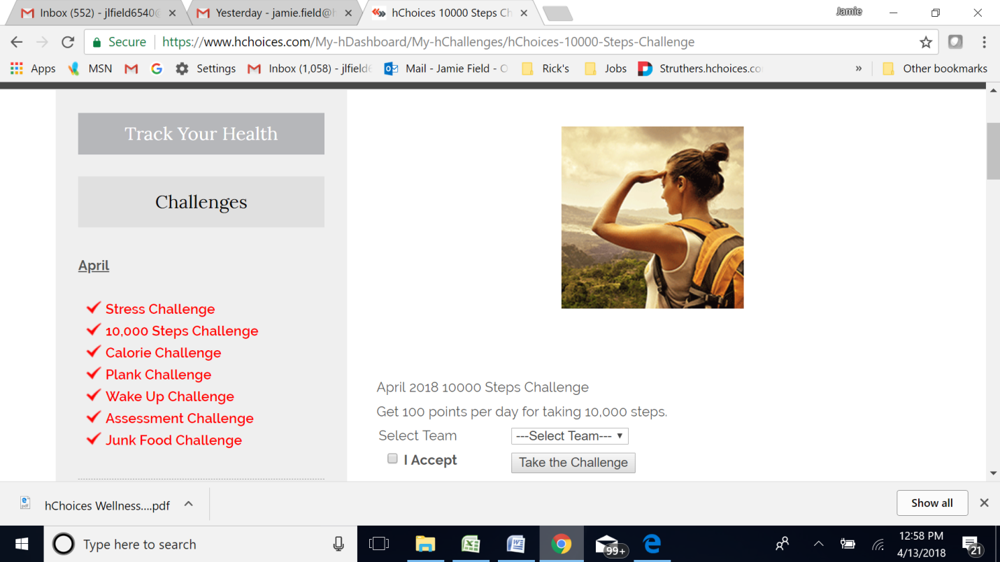 Inbox (552) - jlfield6540@
Yesterday - jamie.field@h
hChoices 10000 Steps Ch
Jamie
Secure
https://www.hchoices.com/My-hDashboard/My-hChallenges/hChoices-10000-Steps-Challenge
Apps
MSN
Settings
Inbox (1,058) - jlfield
Mail - Jamie Field - O
Rick's
Jobs
Struthers.hchoices.co
»
Other bookmarks
Track Your Health
Challenges
April
Stress Challenge
10,000 Steps Challenge
Calorie Challenge
Plank Challenge
Wake Up Challenge
Assessment Challenge
Junk Food Challenge
April 2018 10000 Steps Challenge
Get 100 points per day for taking 10,000 steps.
Select Team
---Select Team---
I Accept
Take the Challenge
hChoices Wellness....pdf
Show all
Type here to search
99+
12:58 PM
4/13/2018
21